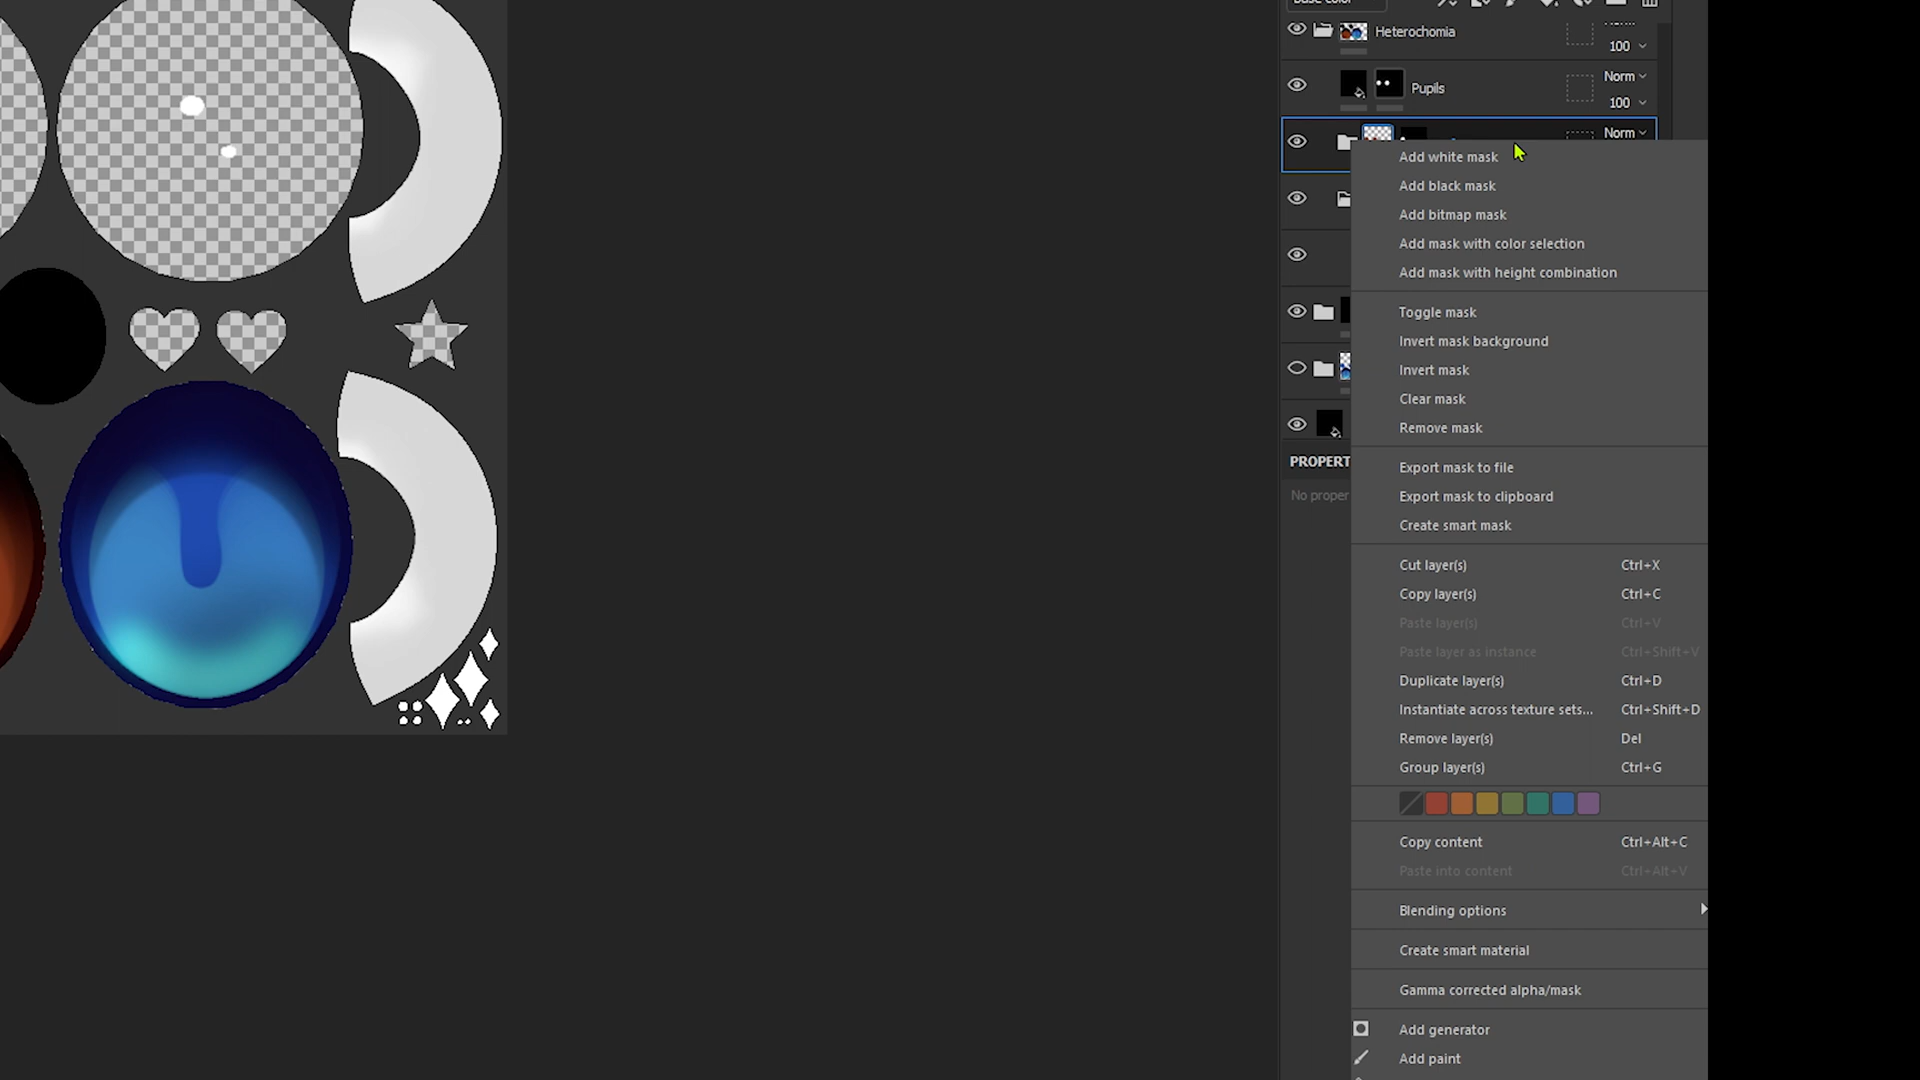 Heterochomia
100
Norm
Pupils
100
Norm
Add white mask
Add black mask
Add bitmap mask
Add mask with color selection
Add mask with height combination
Toggle mask
Invert mask background
Invert mask
Clear mask
Remove mask
PROPERT
No proper
Export mask to file
Export mask to clipboard
Create smart mask
Cut layer(s) Ctrl+X
Copy layer(s) Ctrl+C
Paste layer(s) Ctrl+V
Paste layer as instance Ctrl+Shift+V
Duplicate layer(s) Ctrl+D
Instantiate across texture sets... Ctrl+Shift+D
Remove layer(s) Del
Group layer(s) Ctrl+G
Copy content Ctrl+Alt+C
Paste into content Ctrl+Alt+V
Blending options
Create smart material
Gamma corrected alpha/mask
Add generator
Add paint